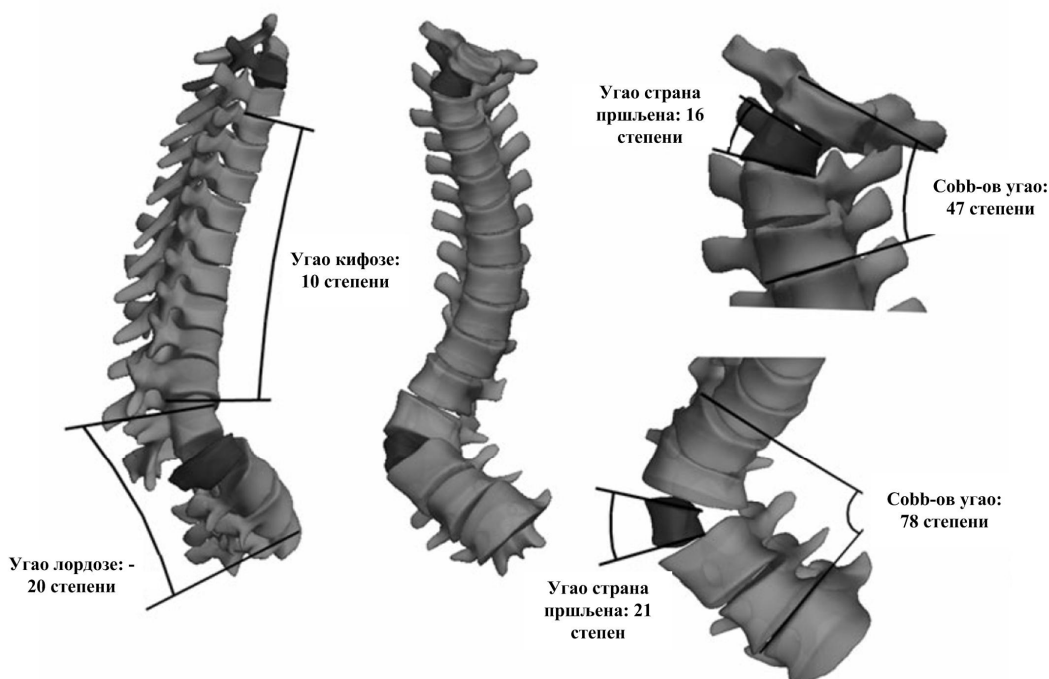 Угао страна
пршљена: 16
степени
Cobb-ов угао:
47 степени
Угао кифозе:
10 степени
Cobb-ов угао:
78 степени
Угао лордозе: -
20 степени
Угао страна
пршљена: 21
степен